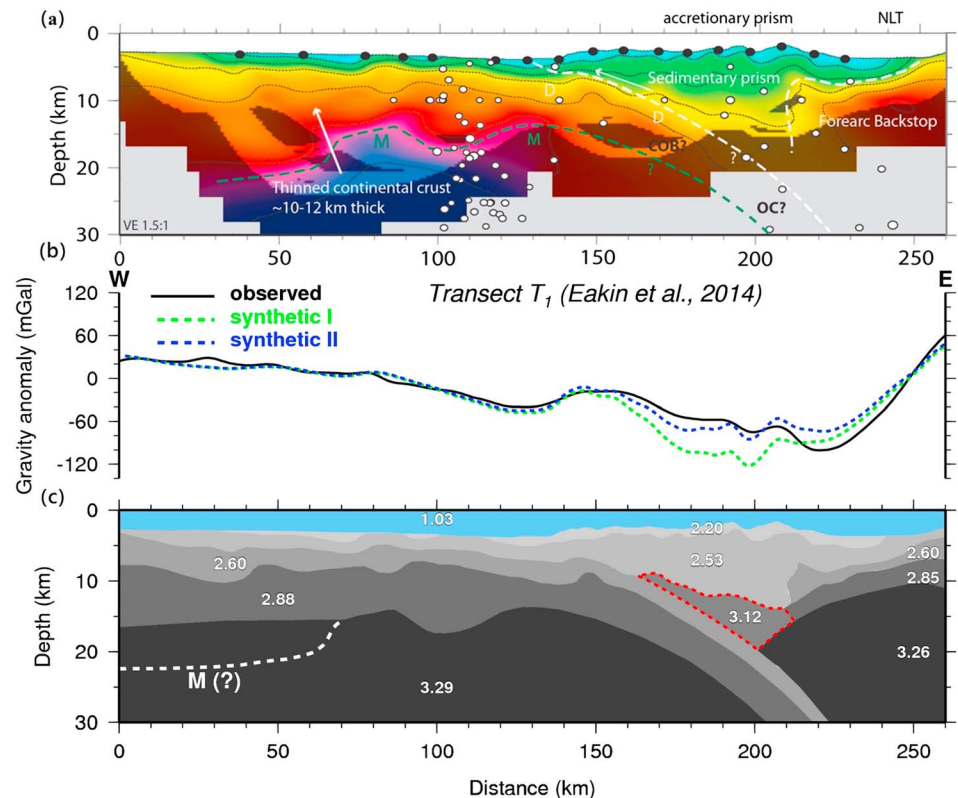 (a)
accretionary prism
NLT
0
10
20
30
Depth (km)
Sedimentary prism
D
D
Forearc Backstop
M
M
COB?
?
?
Thinned continental crust
~10-12 km thick
OC?
VE 1.5:1
0
50
100
150
200
250
(b)
W
E
120
60
0
-60
-120
Gravity anomaly (mGal)
observed
synthetic I
synthetic II
Transect T1 (Eakin et al., 2014)
(c)
0
10
20
30
Depth (km)
1.03
2.20
2.60
2.53
2.60
2.85
2.88
3.12
3.26
M (?)
3.29
0
50
100
150
200
250
Distance (km)